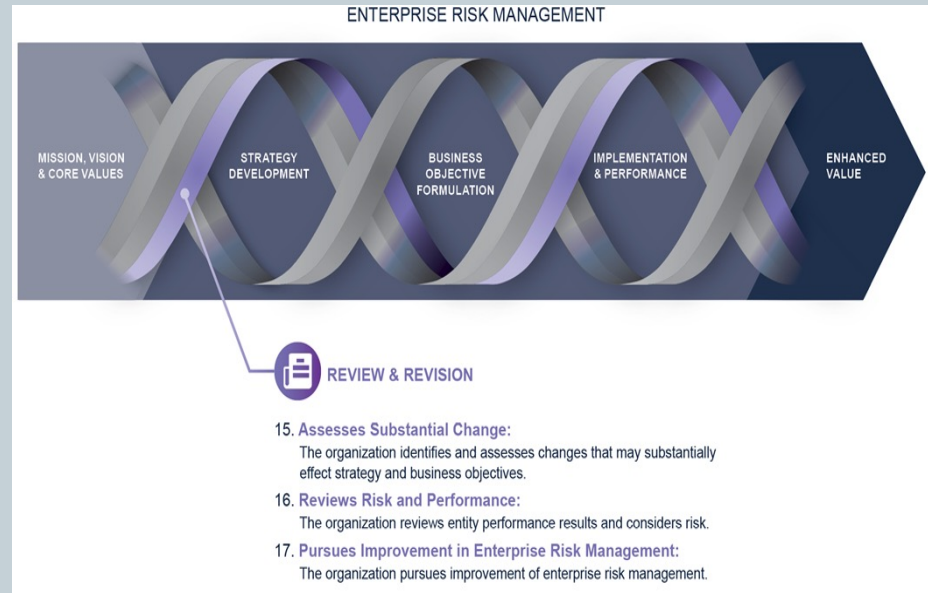 ENTERPRISE RISK MANAGEMENT
MISSION, VISION
& CORE VALUES
STRATEGY
DEVELOPMENT
BUSINESS
OBJECTIVE
FORMULATION
IMPLEMENTATION
& PERFORMANCE
ENHANCED
VALUE
REVIEW & REVISION
15. Assesses Substantial Change:
The organization identifies and assesses changes that may substantially
effect strategy and business objectives.
16. Reviews Risk and Performance:
The organization reviews entity performance results and considers risk.
17. Pursues Improvement in Enterprise Risk Management:
The organization pursues improvement of enterprise risk management.